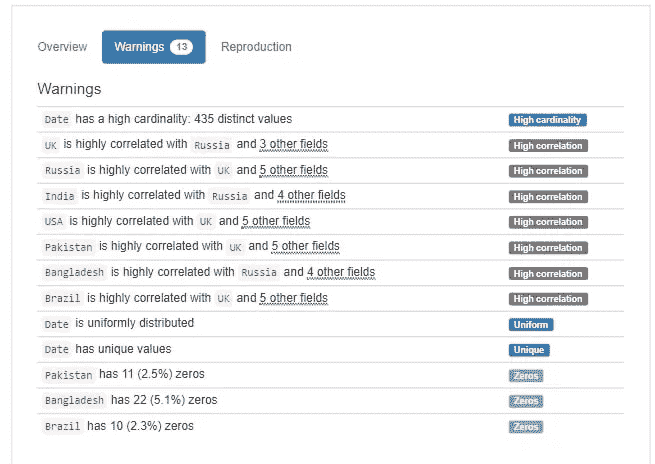 Overview Warnings 13 Reproduction
Warnings
Date has a high cardinality: 435 distinct values High cardinality
UK is highly correlated with Russia and 3 other fields High correlation
Russia is highly correlated with UK and 5 other fields High correlation
India is highly correlated with Russia and 4 other fields High correlation
USA is highly correlated with UK and 5 other fields High correlation
Pakistan is highly correlated with UK and 5 other fields High correlation
Bangladesh is highly correlated with Russia and 4 other fields High correlation
Brazil is highly correlated with UK and 5 other fields High correlation
Date is uniformly distributed Uniform
Date has unique values Unique
Pakistan has 11 (2.5%) zeros Zeros
Bangladesh has 22 (5.1%) zeros Zeros
Brazil has 10 (2.3%) zeros Zeros